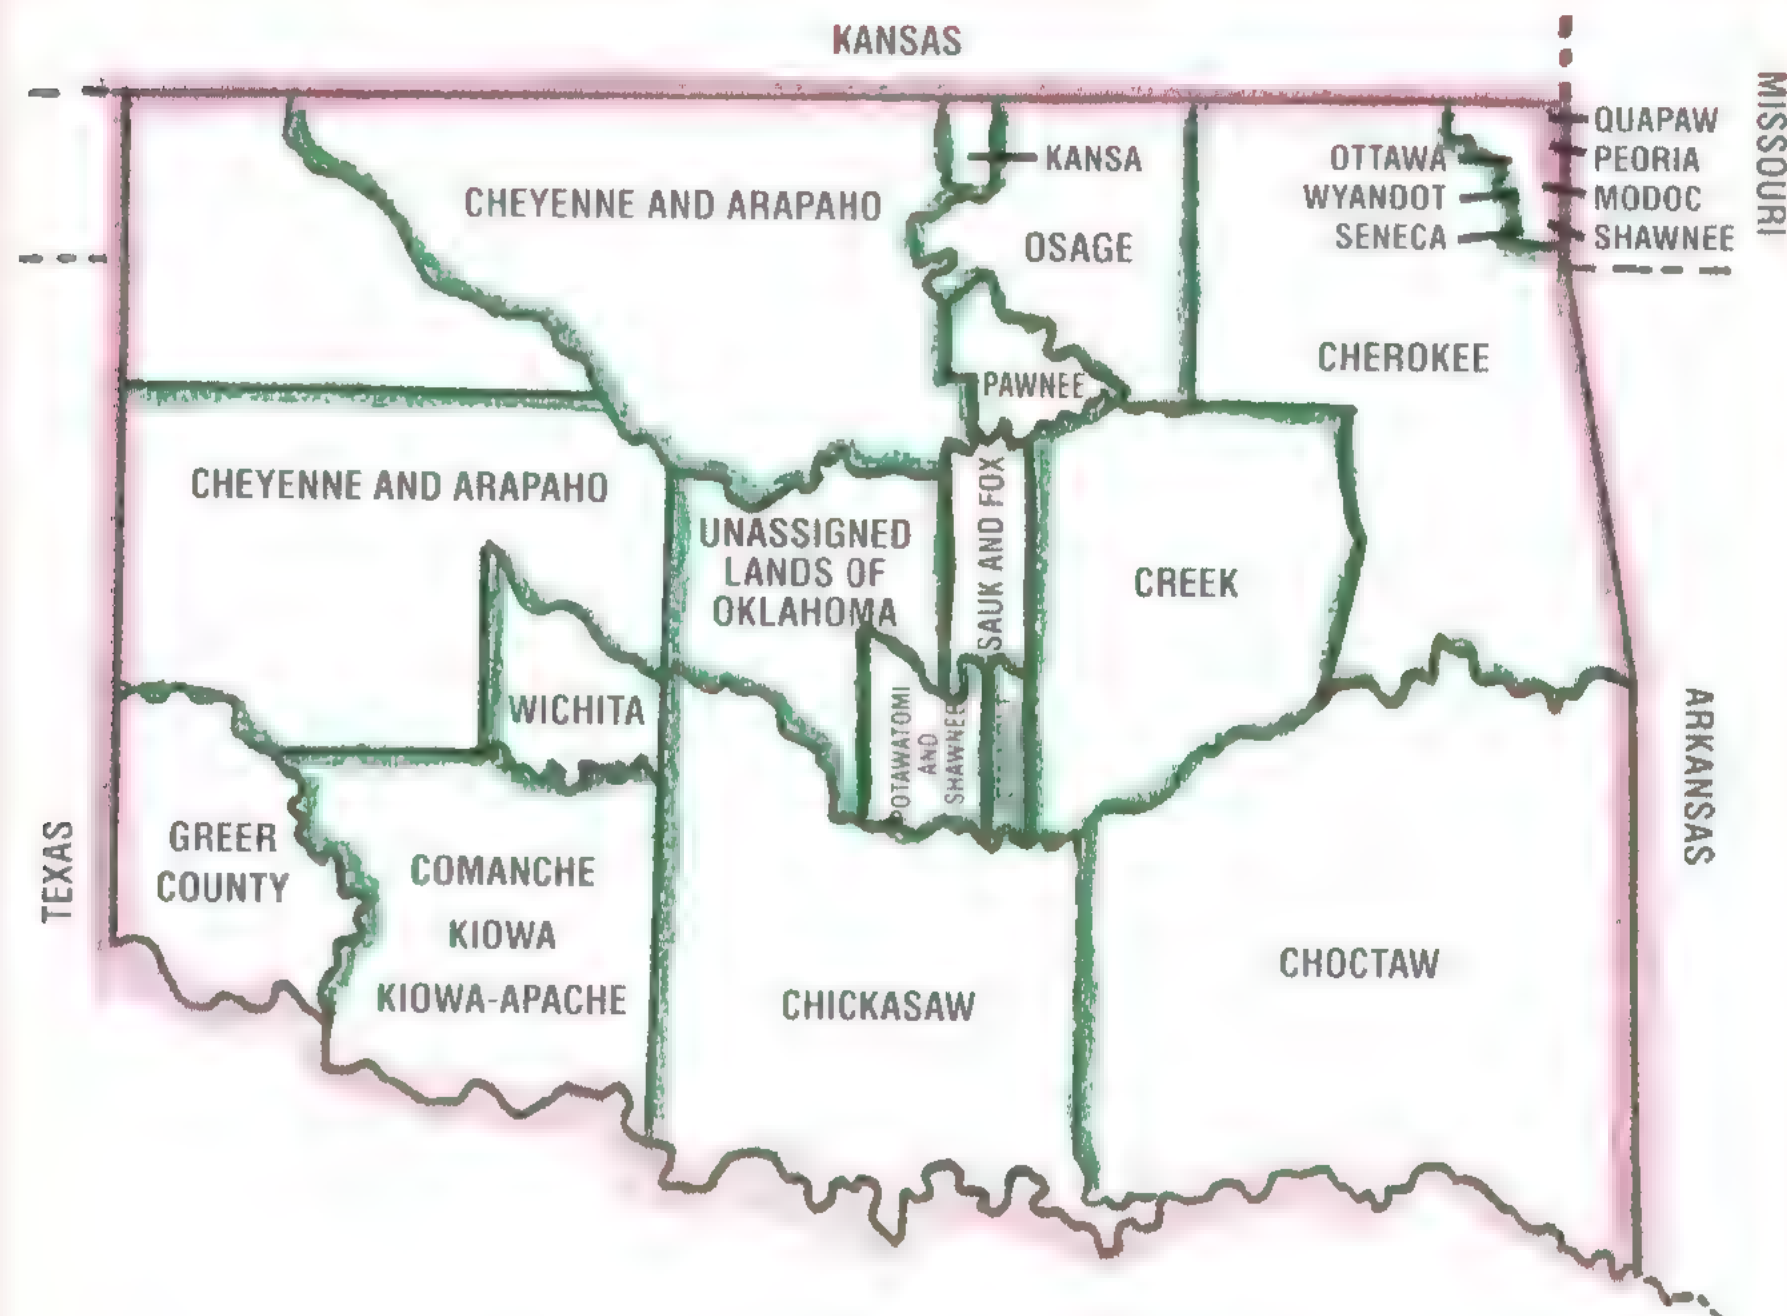 KANSAS
MISSOURI
QUAPAW
KANSA
OTTAWA
PEORIA
CHEYENNE AND ARAPAHO
WYANDOT
MODOC
OSAGE
SENECA
SHAWNEE
CHEROKEE
PAWNEE
CHEYENNE AND ARAPAHO
SAUK AND FOX
UNASSIGNED
LANDS OF
OKLAHOMA
CREEK
WICHITA
POTAWATOMI
AND
SHAWNEE
ARKANSAS
TEXAS
GREER
COUNTY
COMANCHE
KIOWA
KIOWA-APACHE
CHICKASAW
CHOCTAW